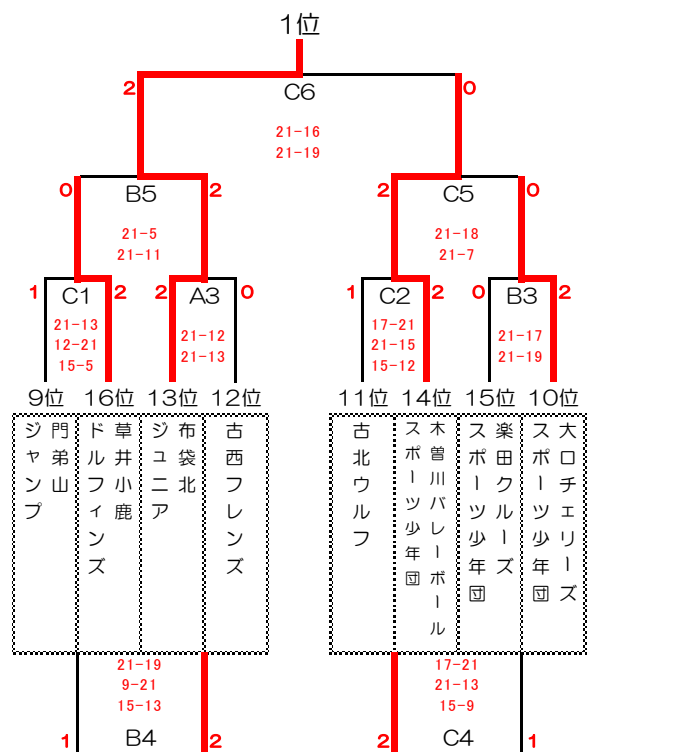 1位
2
0
C6
21-16
21-19
0
B5
2
2
C5
0
21-5
21-11
21-18
21-7
1
C1
2
2
A3
0
1
C2
2
0
B3
2
21-13
12-21
15-5
21-12
21-13
17-21
21-15
15-12
21-17
21-19
9位
16位
13位
12位
11位
14位
15位
10位
門弟山
ジャンプ
草井小鹿
ドルフィンズ
布袋北
ジュニア
古西フレンズ
古北ウルフ
木曽川バレーボール
スポーツ少年団
楽田クルーズ
スポーツ少年団
大口チェリーズ
スポーツ少年団
21-19
9-21
15-13
17-21
21-13
15-9
1
B4
2
2
C4
1